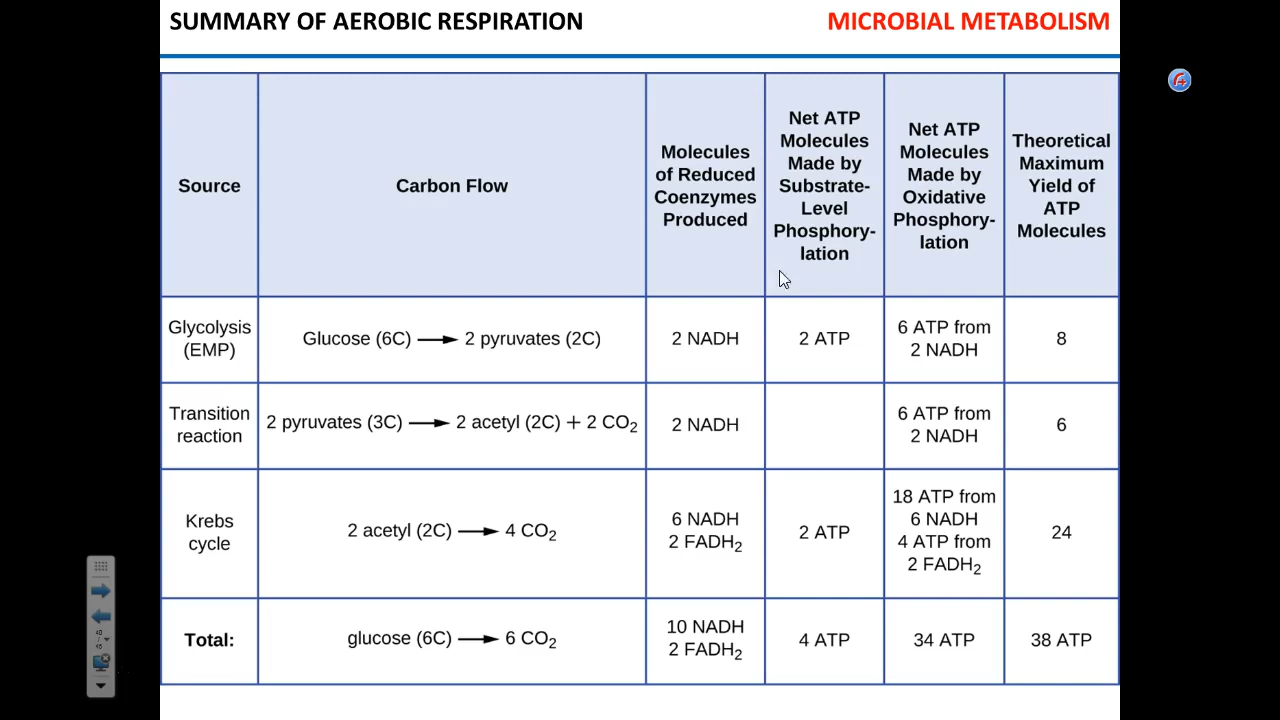 SUMMARY OF AEROBIC RESPIRATION
MICROBIAL METABOLISM
Source
Carbon Flow
Molecules
of Reduced
Coenzymes
Produced
Net ATP
Molecules
Made by
Substrate-
Level
Phosphory-
lation
Net ATP
Molecules
Made by
Oxidative
Phosphory-
lation
Theoretical
Maximum
Yield of
ATP
Molecules
Glycolysis
(EMP)
Glucose (6C) ⟶ 2 pyruvates (2C)
2 NADH
2 ATP
6 ATP from
2 NADH
8
Transition
reaction
2 pyruvates (3C) ⟶ 2 acetyl (2C) + 2 CO₂
2 NADH
6 ATP from
2 NADH
6
Krebs
cycle
2 acetyl (2C) ⟶ 4 CO₂
6 NADH
2 FADH₂
2 ATP
18 ATP from
6 NADH
4 ATP from
2 FADH₂
24
Total:
glucose (6C) ⟶ 6 CO₂
10 NADH
2 FADH₂
4 ATP
34 ATP
38 ATP